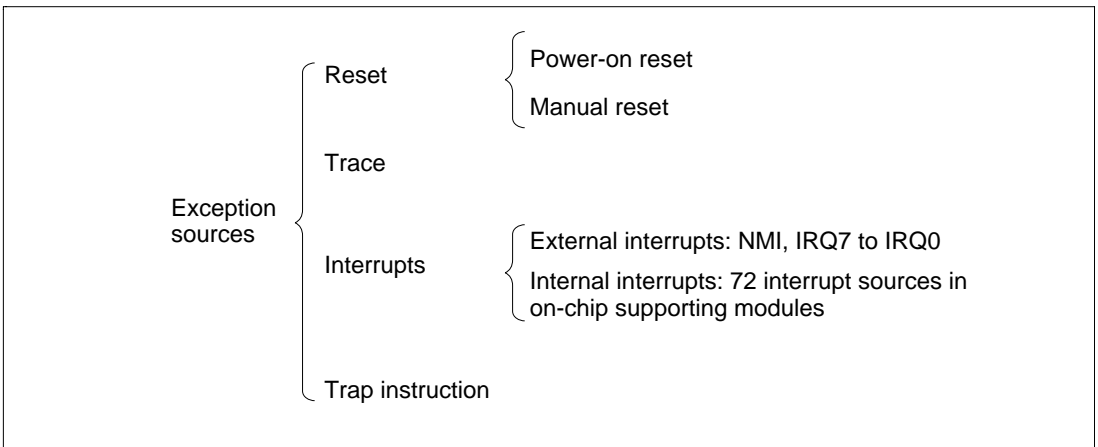 Exception
sources
Reset
Power-on reset
Manual reset
Trace
Interrupts
External interrupts: NMI, IRQ7 to IRQ0
Internal interrupts: 72 interrupt sources in
on-chip supporting modules
Trap instruction